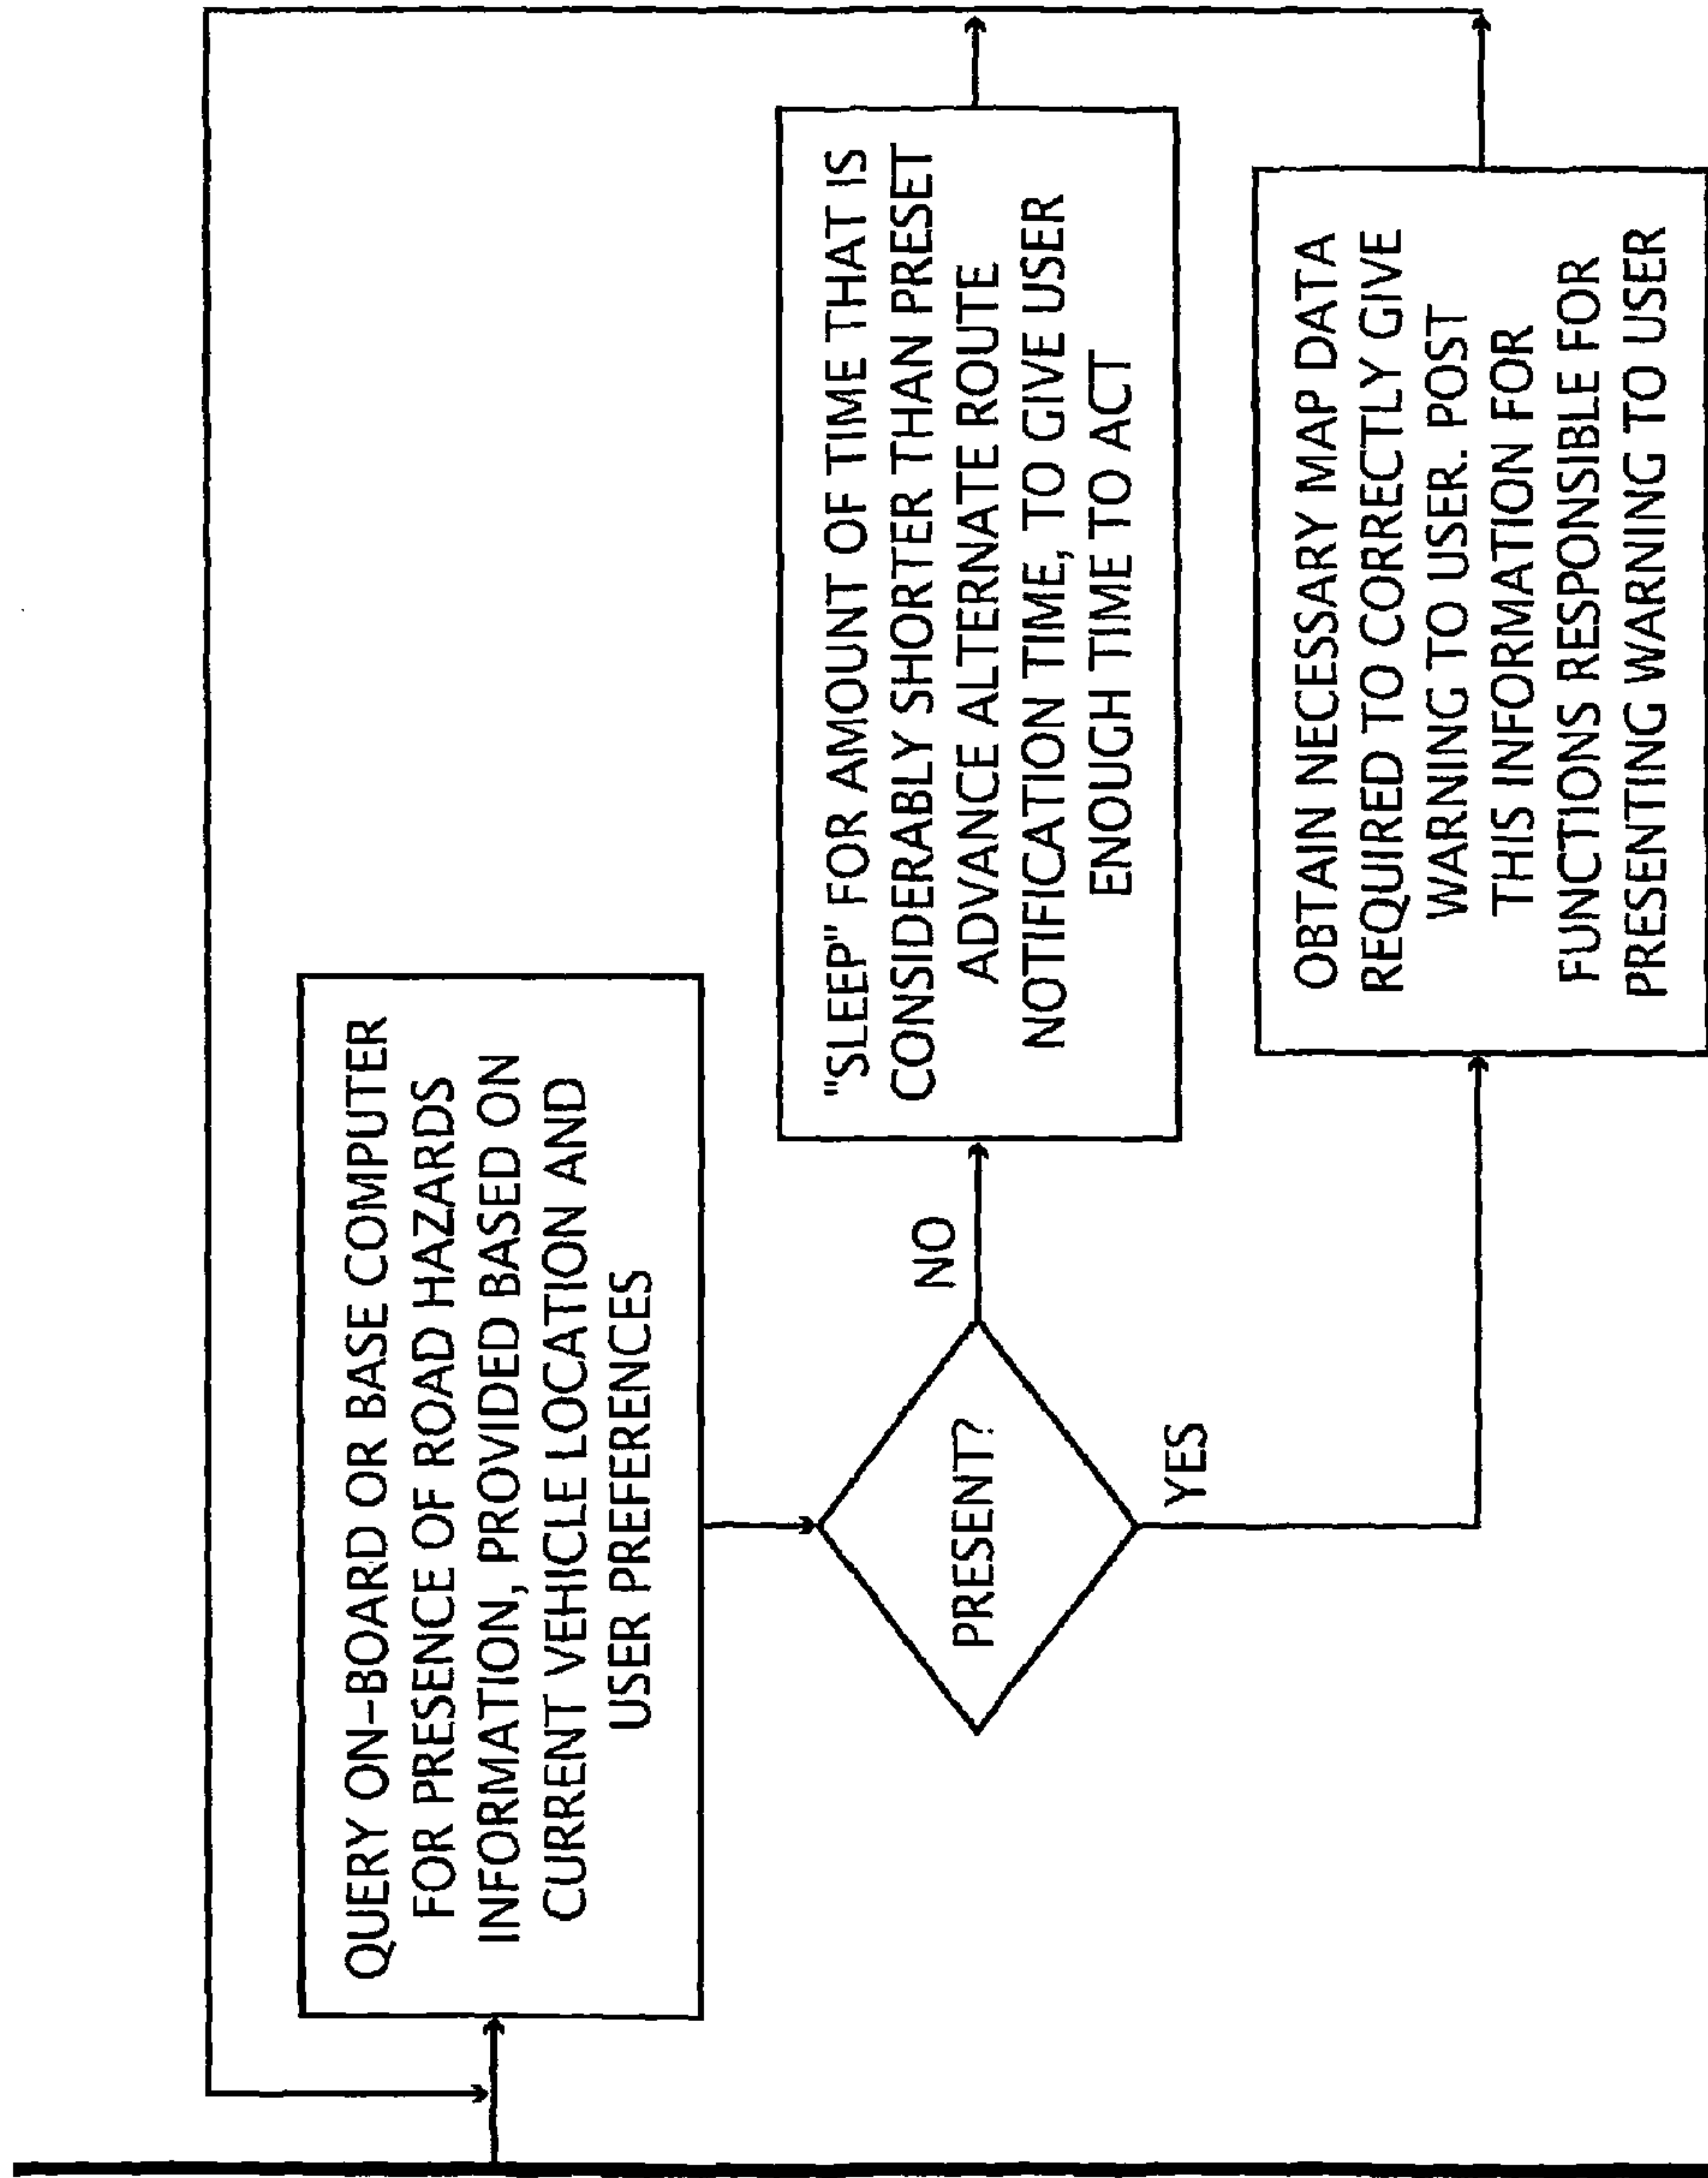 QUERY ON-BOARD OR BASE COMPUTER
FOR PRESENCE OF ROAD HAZARDS
INFORMATION, PROVIDED BASED ON
CURRENT VEHICLE LOCATION AND
USER PREFERENCES
PRESENT?
NO
"SLEEP" FOR AMOUNT OF TIME THAT IS
CONSIDERABLY SHORTER THAN PRESET
ADVANCE ALTERNATE ROUTE
NOTIFICATION TIME, TO GIVE USER
ENOUGH TIME TO ACT
YES
OBTAIN NECESSARY MAP DATA
REQUIRED TO CORRECTLY GIVE
WARNING TO USER. POST
THIS INFORMATION FOR
FUNCTIONS RESPONSIBLE FOR
PRESENTING WARNING TO USER